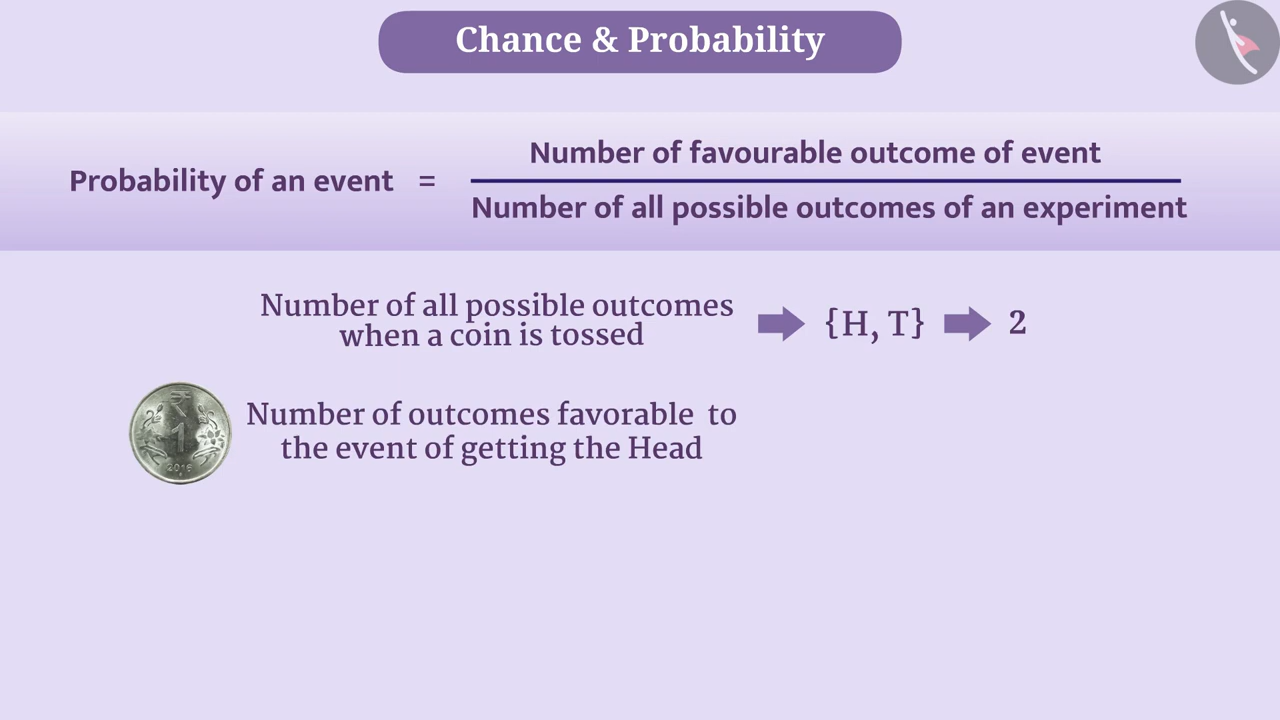 Chance & Probability
Probability of an event =
Number of favourable outcome of event
Number of all possible outcomes of an experiment
Number of all possible outcomes
when a coin is tossed
{H, T}
2
₹
1
2016
Number of outcomes favorable to
the event of getting the Head